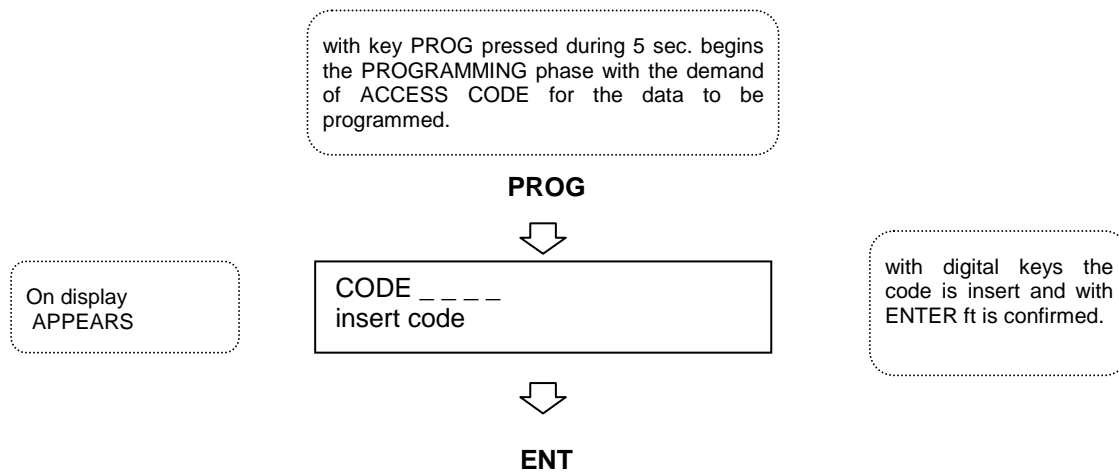 with key PROG pressed during 5 sec. begins
the PROGRAMMING phase with the demand
of ACCESS CODE for the data to be
programmed.
PROG
On display
APPEARS
CODE _ _ _ _
insert code
with digital keys the
code is insert and with
ENTER ft is confirmed.
ENT